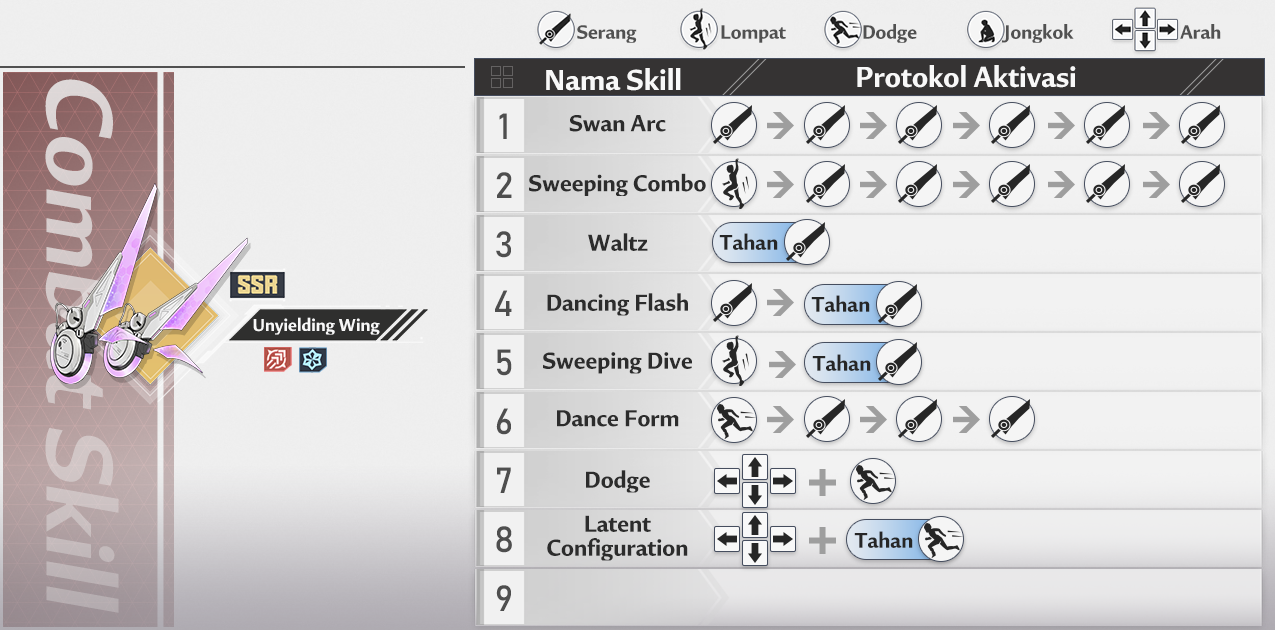 Serang
Lompat
Dodge
Jongkok
Arah
Nama Skill
Protokol Aktivasi
Combat Skill
SSR
Unyielding Wing
1
Swan Arc
2
Sweeping Combo
3
Waltz
Tahan
4
Dancing Flash
Tahan
5
Sweeping Dive
Tahan
6
Dance Form
7
Dodge
8
Latent
Configuration
Tahan
9